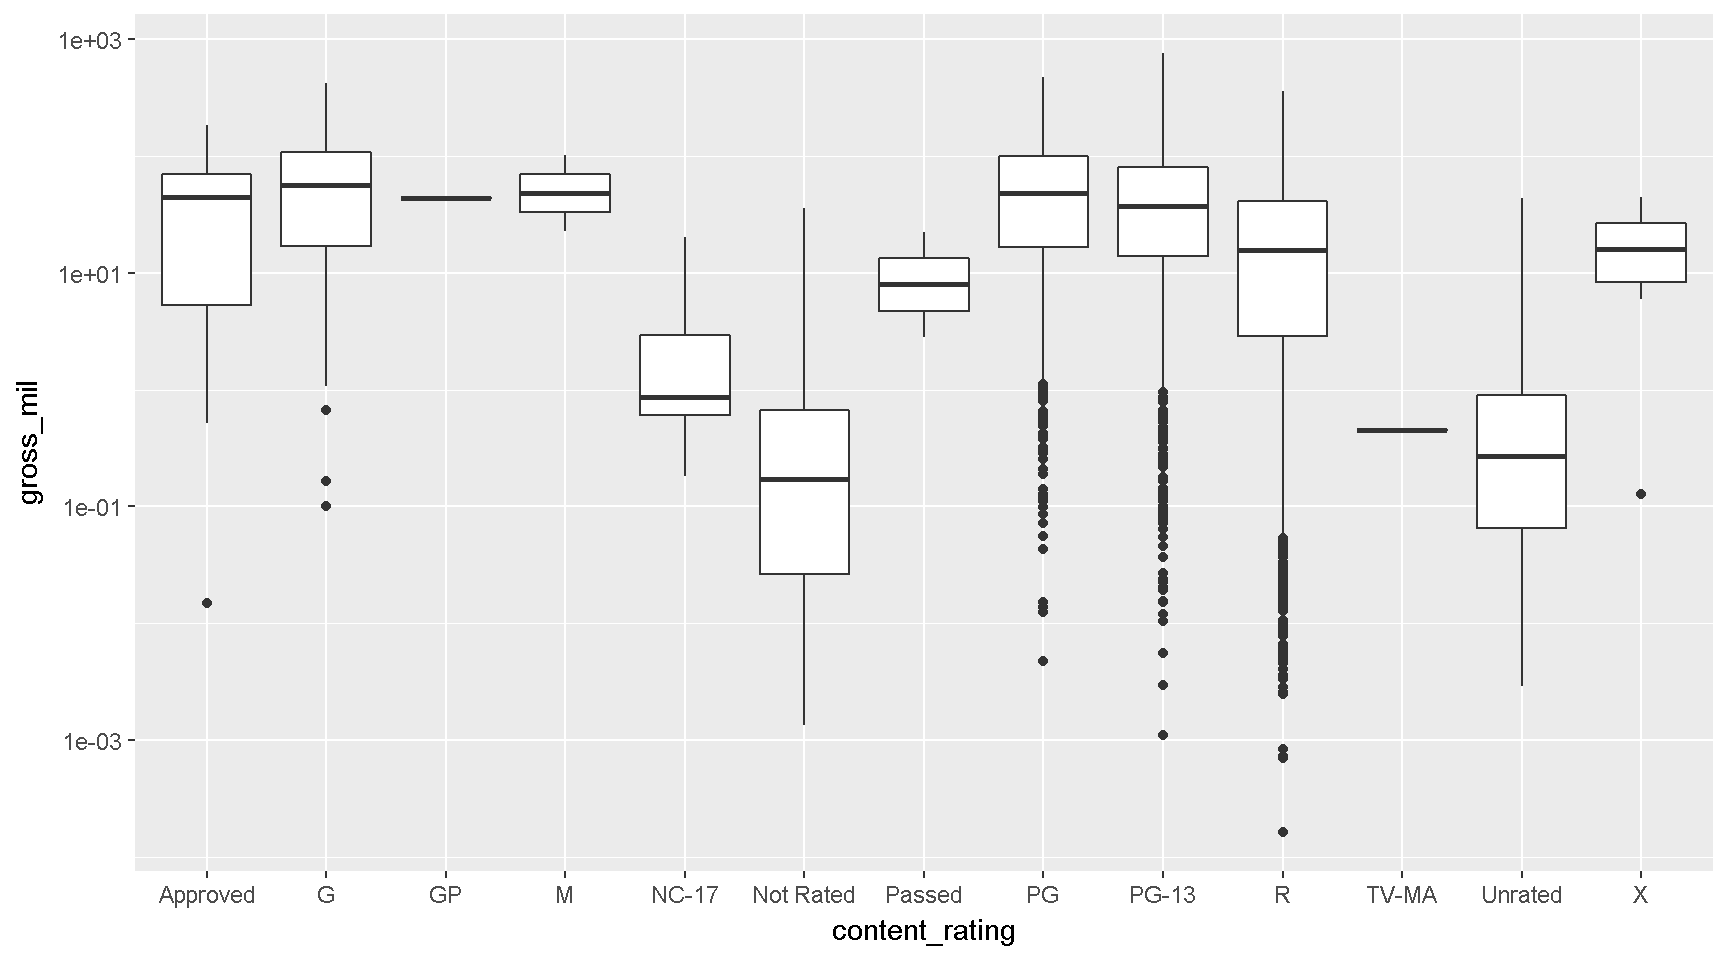 1e+03
1e+01
1e-01
1e-03
gross_mil
Approved G GP M NC-17 Not Rated Passed PG PG-13 R TV-MA Unrated X
content_rating